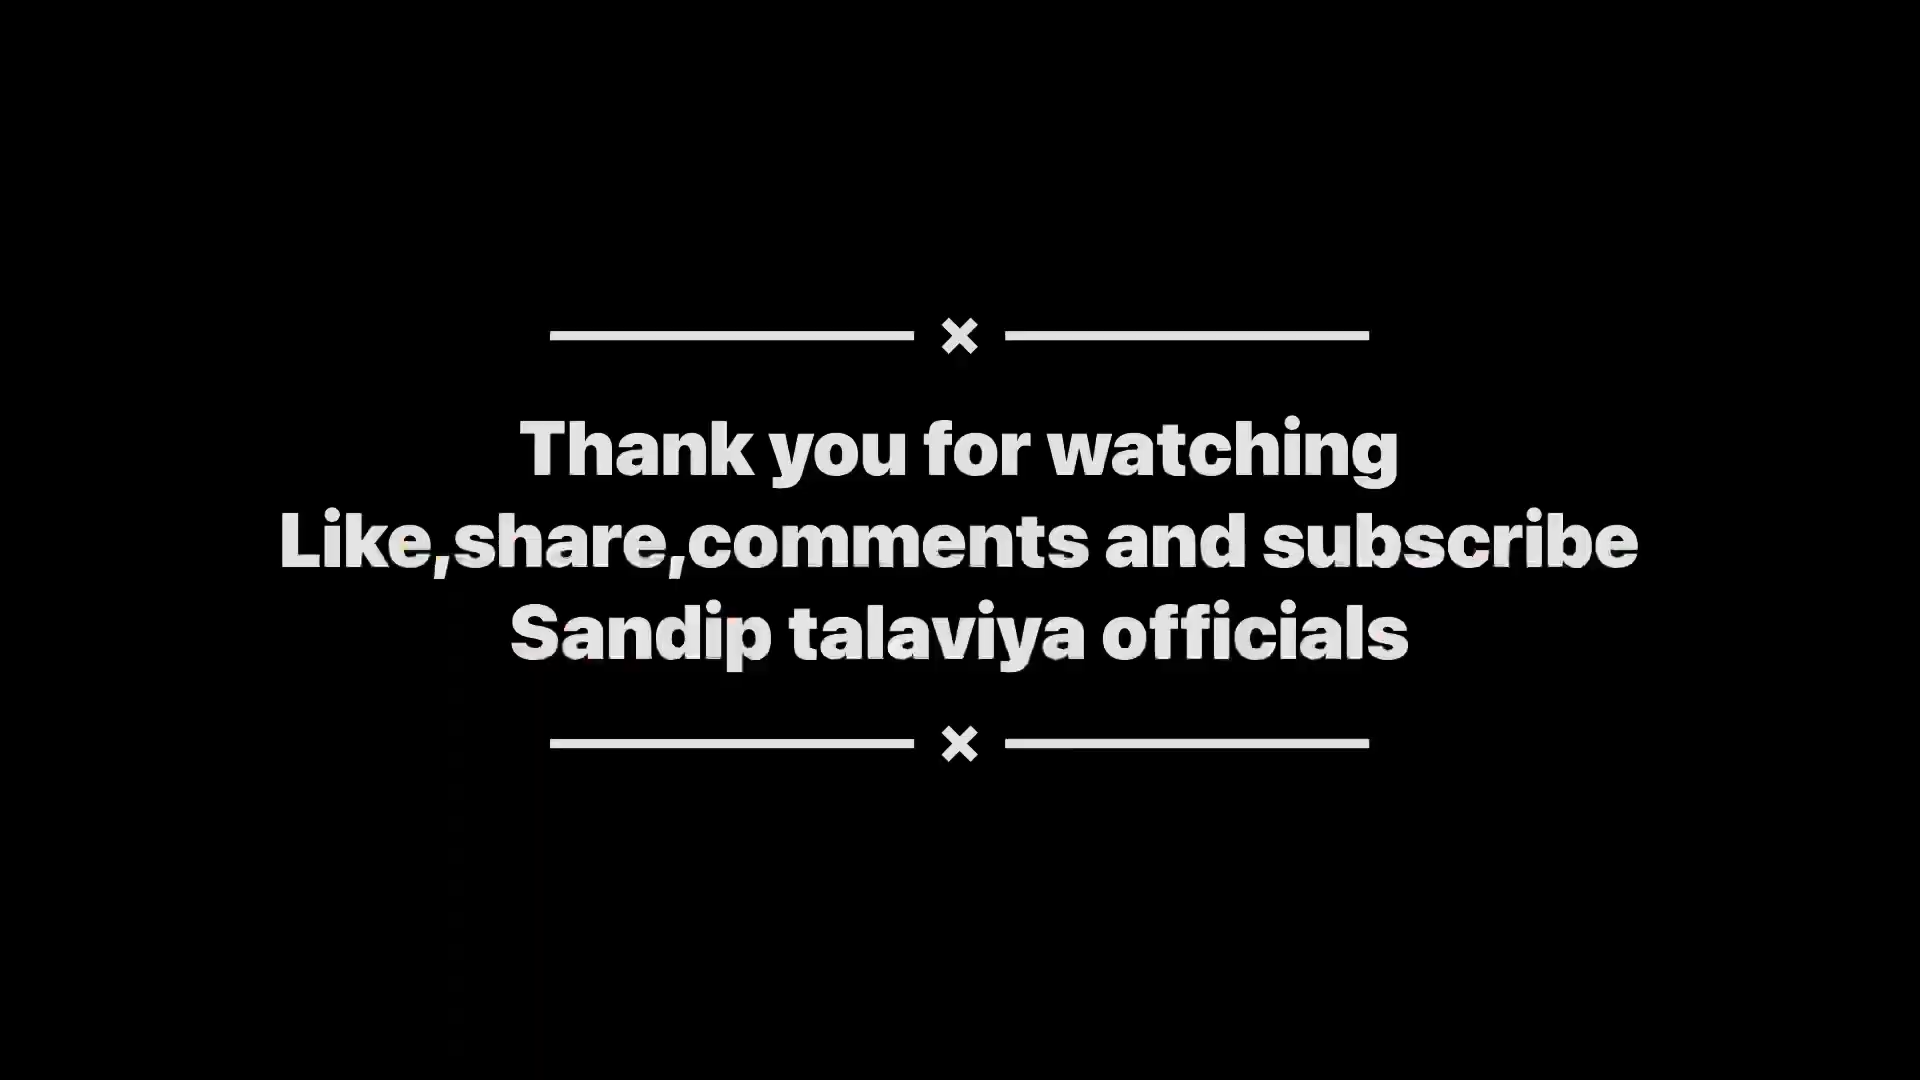 Thank you for watching
Like,share,comments and subscribe
Sandip talaviya officials